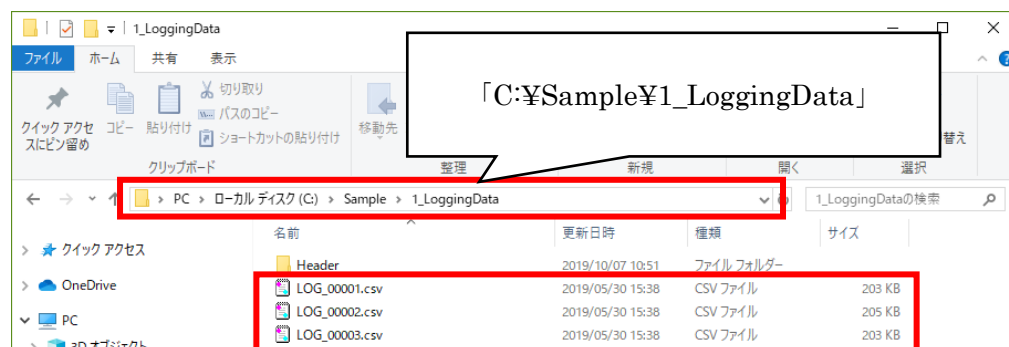 1_LoggingData
ファイル ホーム 共有 表示
「C:¥Sample¥1_LoggingData」
クイック アクセスにピン留め
コピー
貼り付け
切り取り
パスのコピー
ショートカットの貼り付け
移動先
替え
クリップボード 整理 新規 開く 選択
PC > ローカル ディスク (C:) > Sample > 1_LoggingData
1_LoggingDataの検索
名前 更新日時 種類 サイズ
クイック アクセス
Header 2019/10/07 10:51 ファイル フォルダー
OneDrive
LOG_00001.csv 2019/05/30 15:38 CSV ファイル 203 KB
LOG_00002.csv 2019/05/30 15:38 CSV ファイル 205 KB
PC
LOG_00003.csv 2019/05/30 15:38 CSV ファイル 203 KB
3D オブジェクト